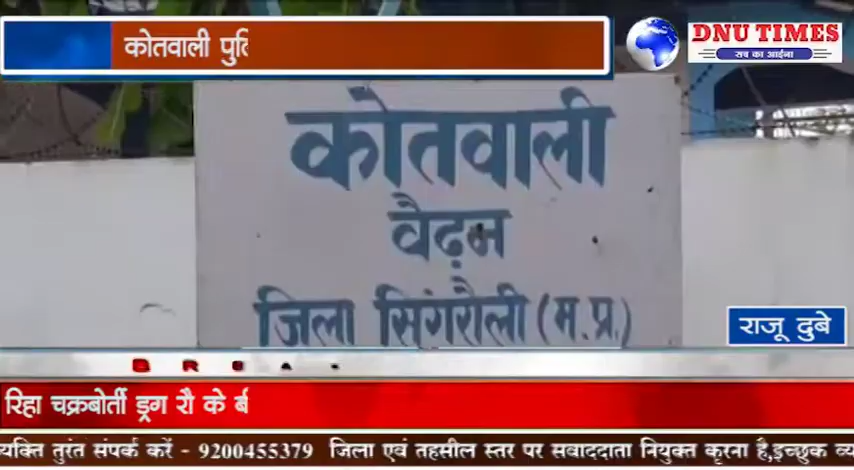 कोतवाली पुि
DNU TIMES
सच का आईना
कोतवाली
वैढ़न
जिला सिंगरौली (म.प्र.)
राजू दुबे
रिहा चक्रबोर्ती ड्रग रौ के
व्यक्ति तुरंत संपर्क करें - 9200455379 जिला एवं तहसील स्तर पर सवाददाता नियुक्त करना है,इच्छुक